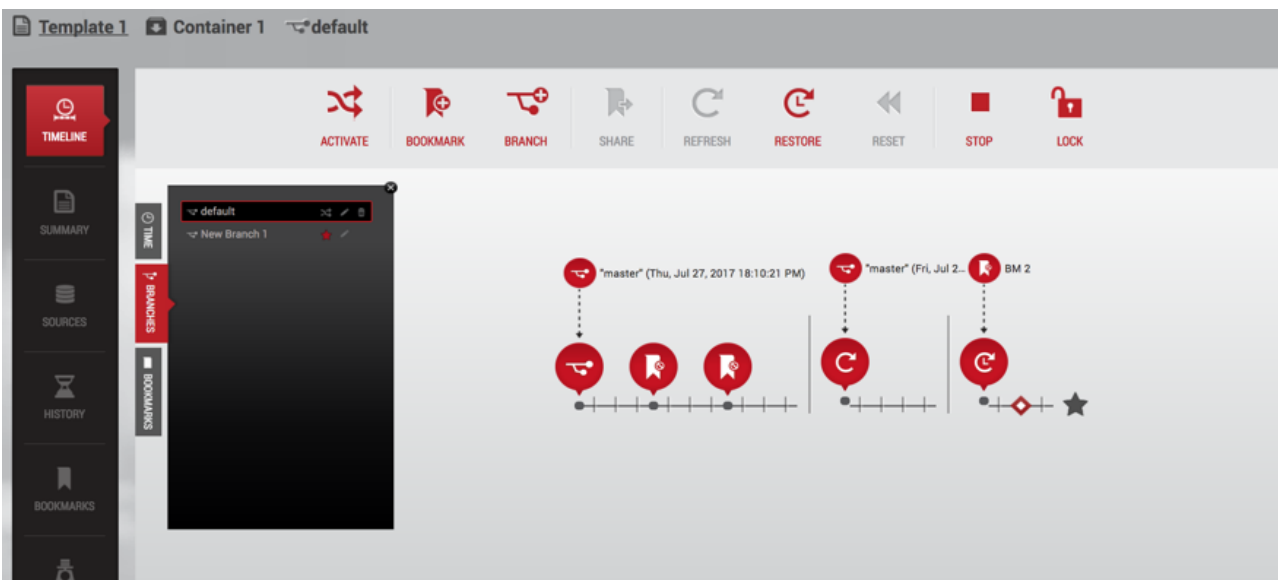 Template 1 Container 1 default
TIMELINE
SUMMARY
SOURCES
HISTORY
BOOKMARKS
ACTIVATE BOOKMARK BRANCH SHARE REFRESH RESTORE RESET STOP LOCK
TIME
BRANCHES
BOOKMARKS
default
New Branch 1
"master" (Thu, Jul 27, 2017 18:10:21 PM) "master" (Fri, Jul 2... BM 2